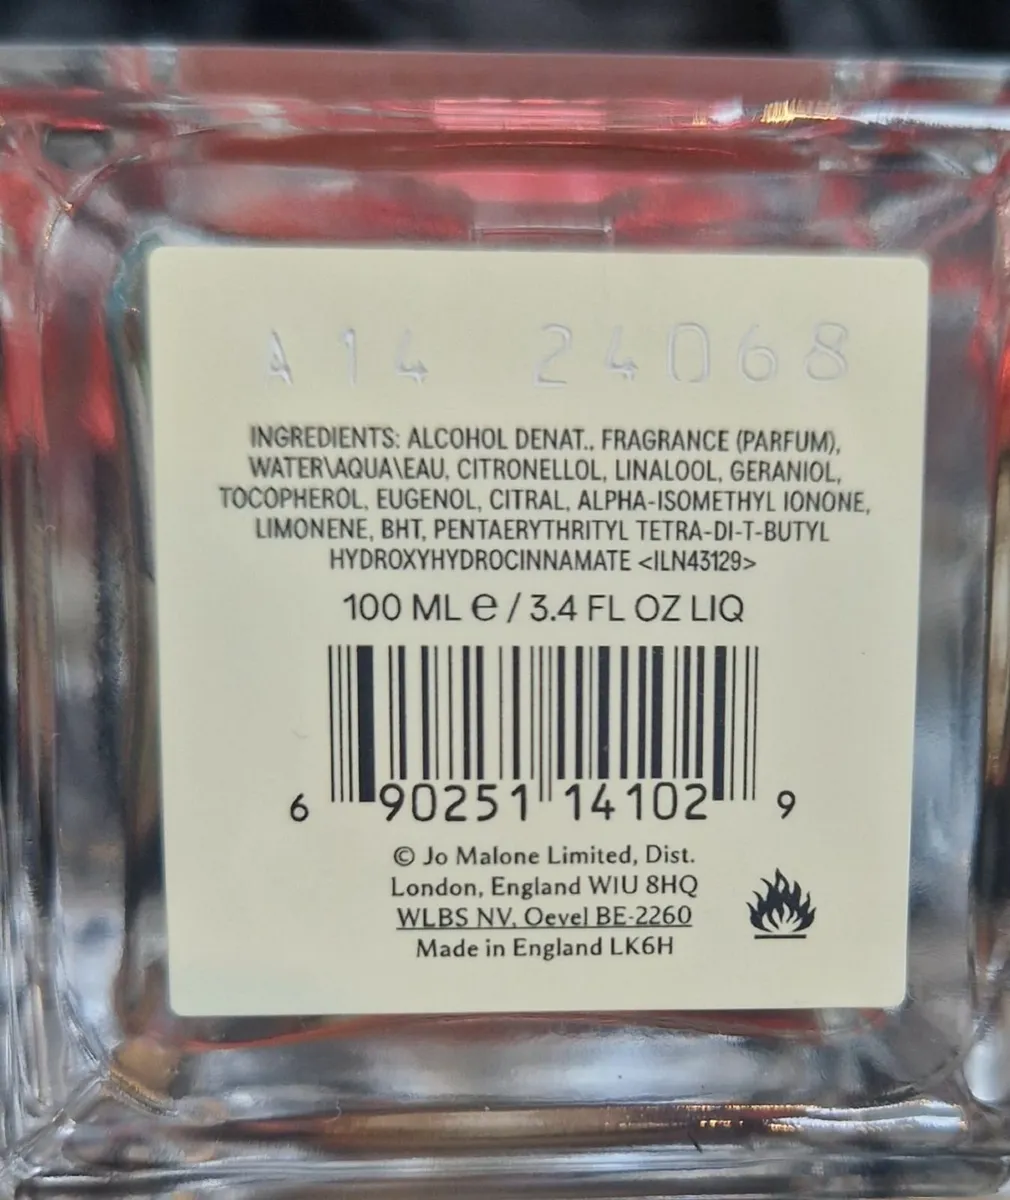 A14 24068
INGREDIENTS: ALCOHOL DENAT., FRAGRANCE (PARFUM),
WATER\AQUA\EAU, CITRONELLOL, LINALOOL, GERANIOL,
TOCOPHEROL, EUGENOL, CITRAL, ALPHA-ISOMETHYL IONONE,
LIMONENE, BHT, PENTAERYTHRITYL TETRA-DI-T-BUTYL
HYDROXYHYDROCINNAMATE <ILN43129>
100 ML e / 3.4 FL OZ LIQ
6 90251 14102 9
© Jo Malone Limited, Dist.
London, England W1U 8HQ
WLBS NV, Oevel BE-2260
Made in England LK6H